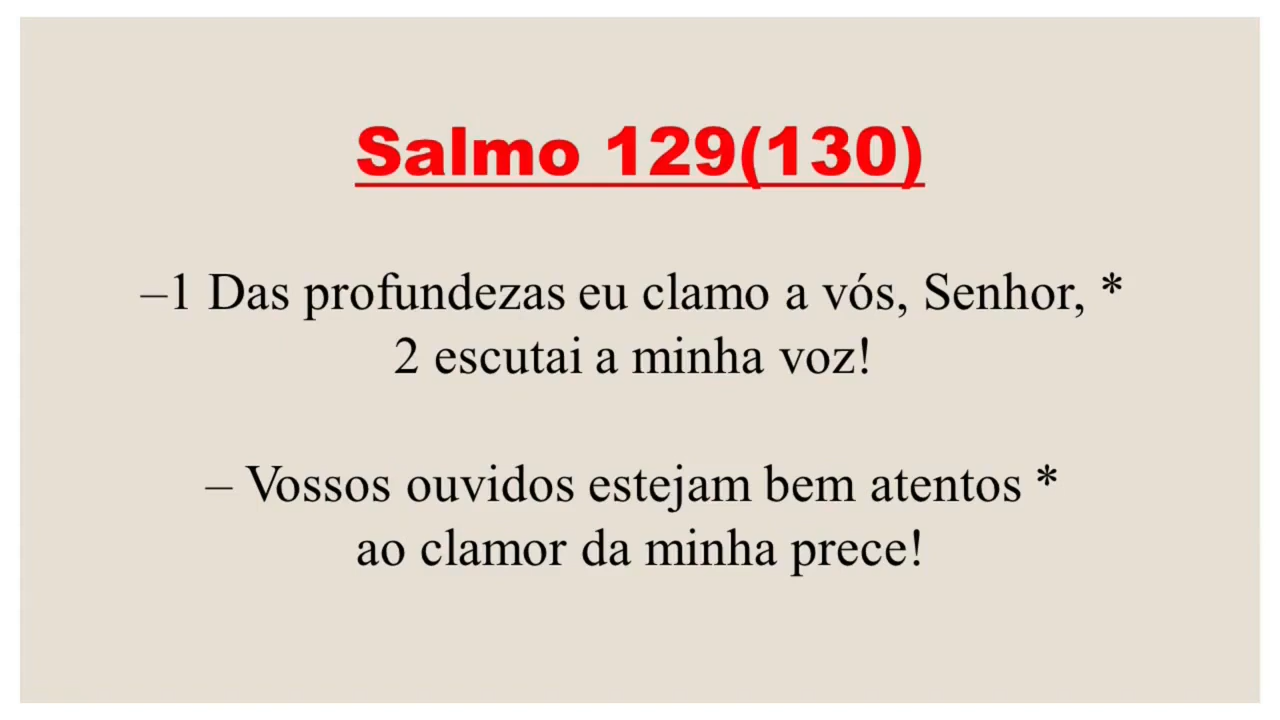 Salmo 129(130)
–1 Das profundezas eu clamo a vós, Senhor, *
2 escutai a minha voz!
– Vossos ouvidos estejam bem atentos *
ao clamor da minha prece!